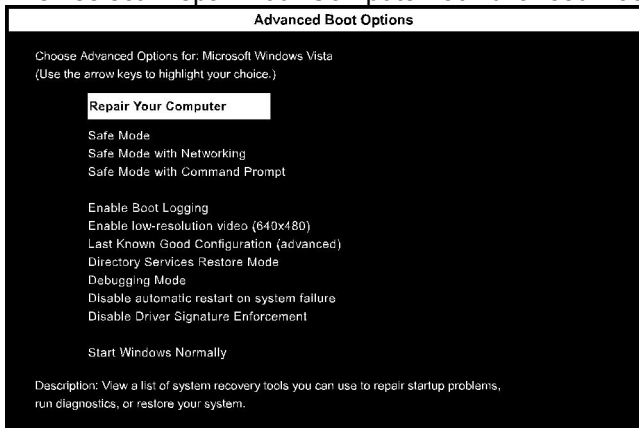 Advanced Boot Options
Choose Advanced Options for: Microsoft Windows Vista
(Use the arrow keys to highlight your choice.)
Repair Your Computer
Safe Mode
Safe Mode with Networking
Safe Mode with Command Prompt
Enable Boot Logging
Enable low-resolution video (640x480)
Last Known Good Configuration (advanced)
Directory Services Restore Mode
Debugging Mode
Disable automatic restart on system failure
Disable Driver Signature Enforcement
Start Windows Normally
Description: View a list of system recovery tools you can use to repair startup problems,
run diagnostics, or restore your system.